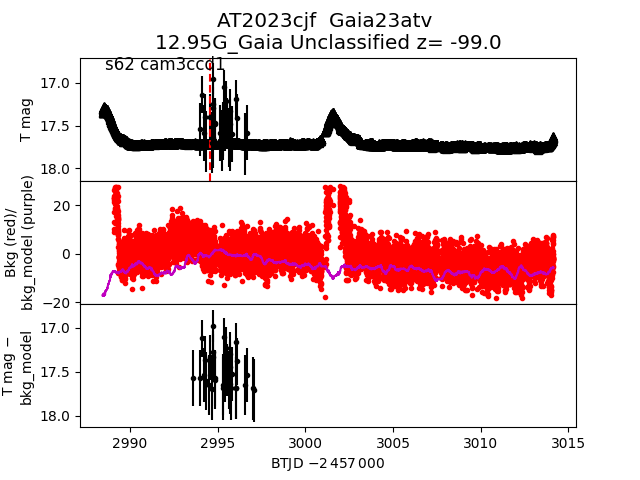 AT2023cjf Gaia23atv
12.95G_Gaia Unclassified z= -99.0
s62 cam3ccd1
T mag
17.0
17.5
18.0
Bkg (red)/
bkg_model (purple)
20
0
−20
T mag −
bkg_model
17.0
17.5
18.0
2990
2995
3000
3005
3010
3015
BTJD −2 457 000